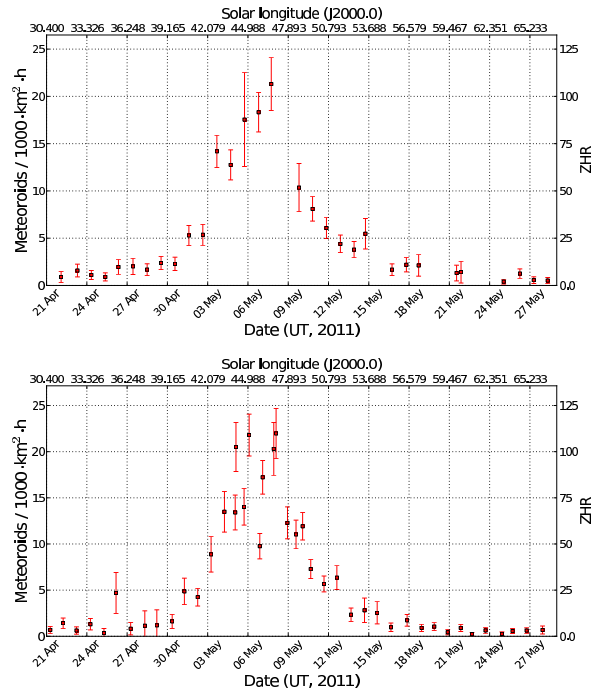 Solar longitude (J2000.0)
30.400 33.326 36.248 39.165 42.079 44.988 47.893 50.793 53.688 56.579 59.467 62.351 65.233
25
20
15
10
5
0
Meteoroids / 1000·km²·h
125
100
75
50
25
0.0
ZHR
21 Apr 24 Apr 27 Apr 30 Apr 03 May 06 May 09 May 12 May 15 May 18 May 21 May 24 May 27 May
Date (UT, 2011)
Solar longitude (J2000.0)
30.400 33.326 36.248 39.165 42.079 44.988 47.893 50.793 53.688 56.579 59.467 62.351 65.233
25
20
15
10
5
0
Meteoroids / 1000·km²·h
125
100
75
50
25
0.0
ZHR
21 Apr 24 Apr 27 Apr 30 Apr 03 May 06 May 09 May 12 May 15 May 18 May 21 May 24 May 27 May
Date (UT, 2011)